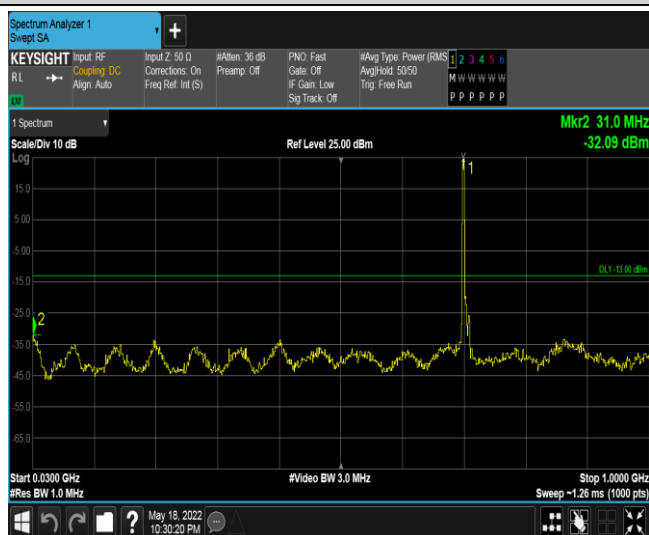 Spectrum Analyzer 1
Swept SA
+
KEYSIGHT Input: RF Input Z: 50 Ω #Atten: 36 dB PNO: Fast #Avg Type: Power (RMS 1 2 3 4 5 6
RL Coupling: DC Corrections: On Preamp: Off Gate: Off Avg|Hold: 50/50 M W W W W W
Align: Auto Freq Ref: Int (S) IF Gain: Low Trig: Free Run
Sig Track: Off P P P P P P
1 Spectrum
Mkr2 31.0 MHz
Scale/Div 10 dB Ref Level 25.00 dBm -32.09 dBm
Log
1
15.0
5.00
-5.00
DL1 -13.00 dBm
-15.0
-25.0
2
-35.0
-45.0
-55.0
-65.0
Start 0.0300 GHz #Video BW 3.0 MHz Stop 1.0000 GHz
#Res BW 1.0 MHz Sweep ~1.26 ms (1000 pts)
? May 18, 2022
10:30:20 PM